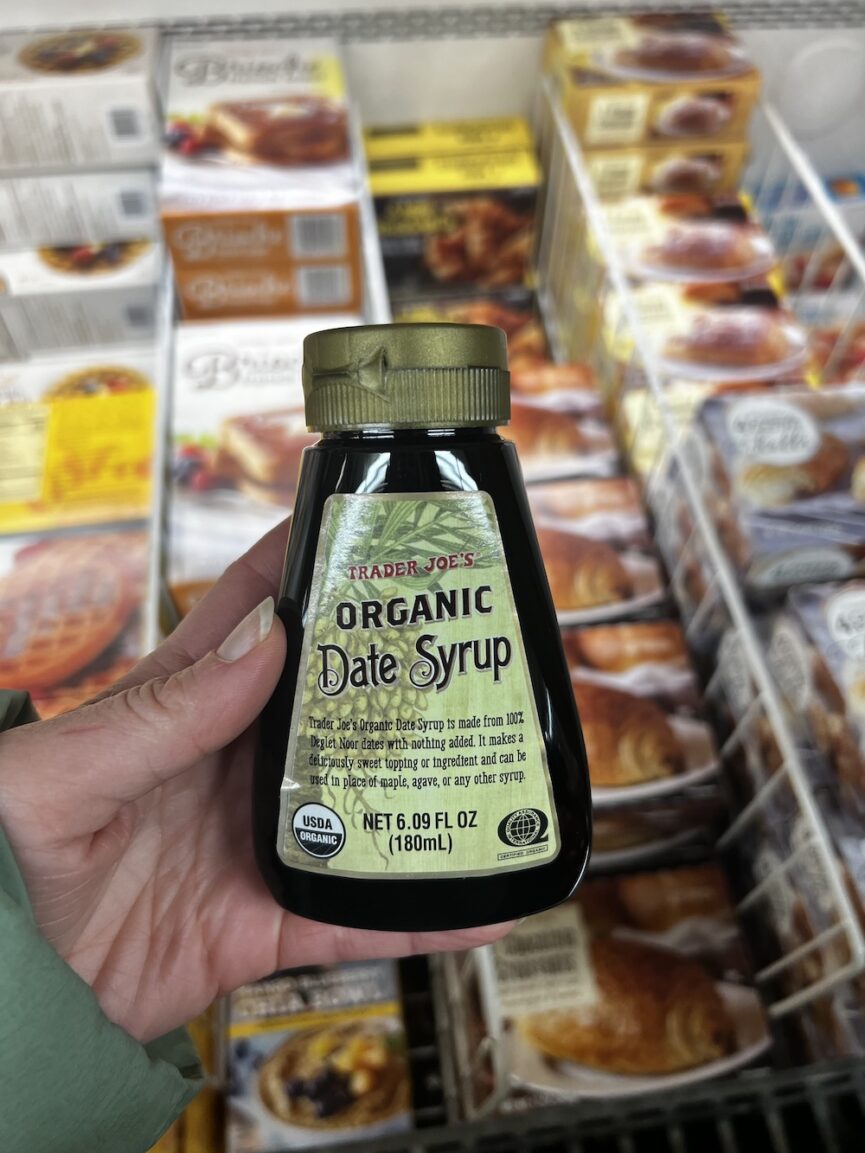 TRADER JOE'S
ORGANIC
Date Syrup
Trader Joe's Organic Date Syrup is made from 100%
Deglet Noor dates with nothing added. It makes a
deliciously sweet topping or ingredient and can be
used in place of maple, agave, or any other syrup.
USDA
ORGANIC
NET 6.09 FL OZ
(180mL)
CERTIFIED ORGANIC